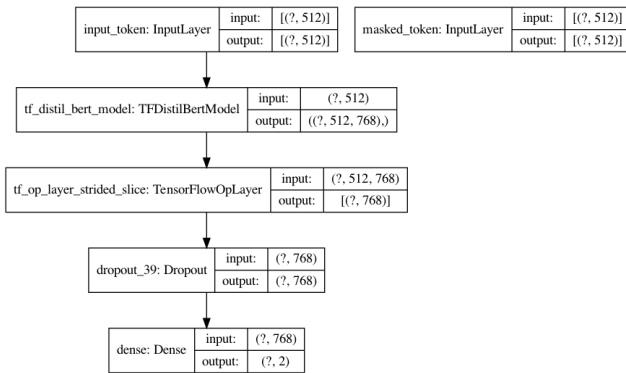 input_token: InputLayer
input: [(?, 512)]
output: [(?, 512)]
masked_token: InputLayer
input: [(?, 512)]
output: [(?, 512)]
tf_distil_bert_model: TFDistilBertModel
input: (?, 512)
output: ((?, 512, 768),)
tf_op_layer_strided_slice: TensorFlowOpLayer
input: (?, 512, 768)
output: [(?, 768)]
dropout_39: Dropout
input: (?, 768)
output: (?, 768)
dense: Dense
input: (?, 768)
output: (?, 2)